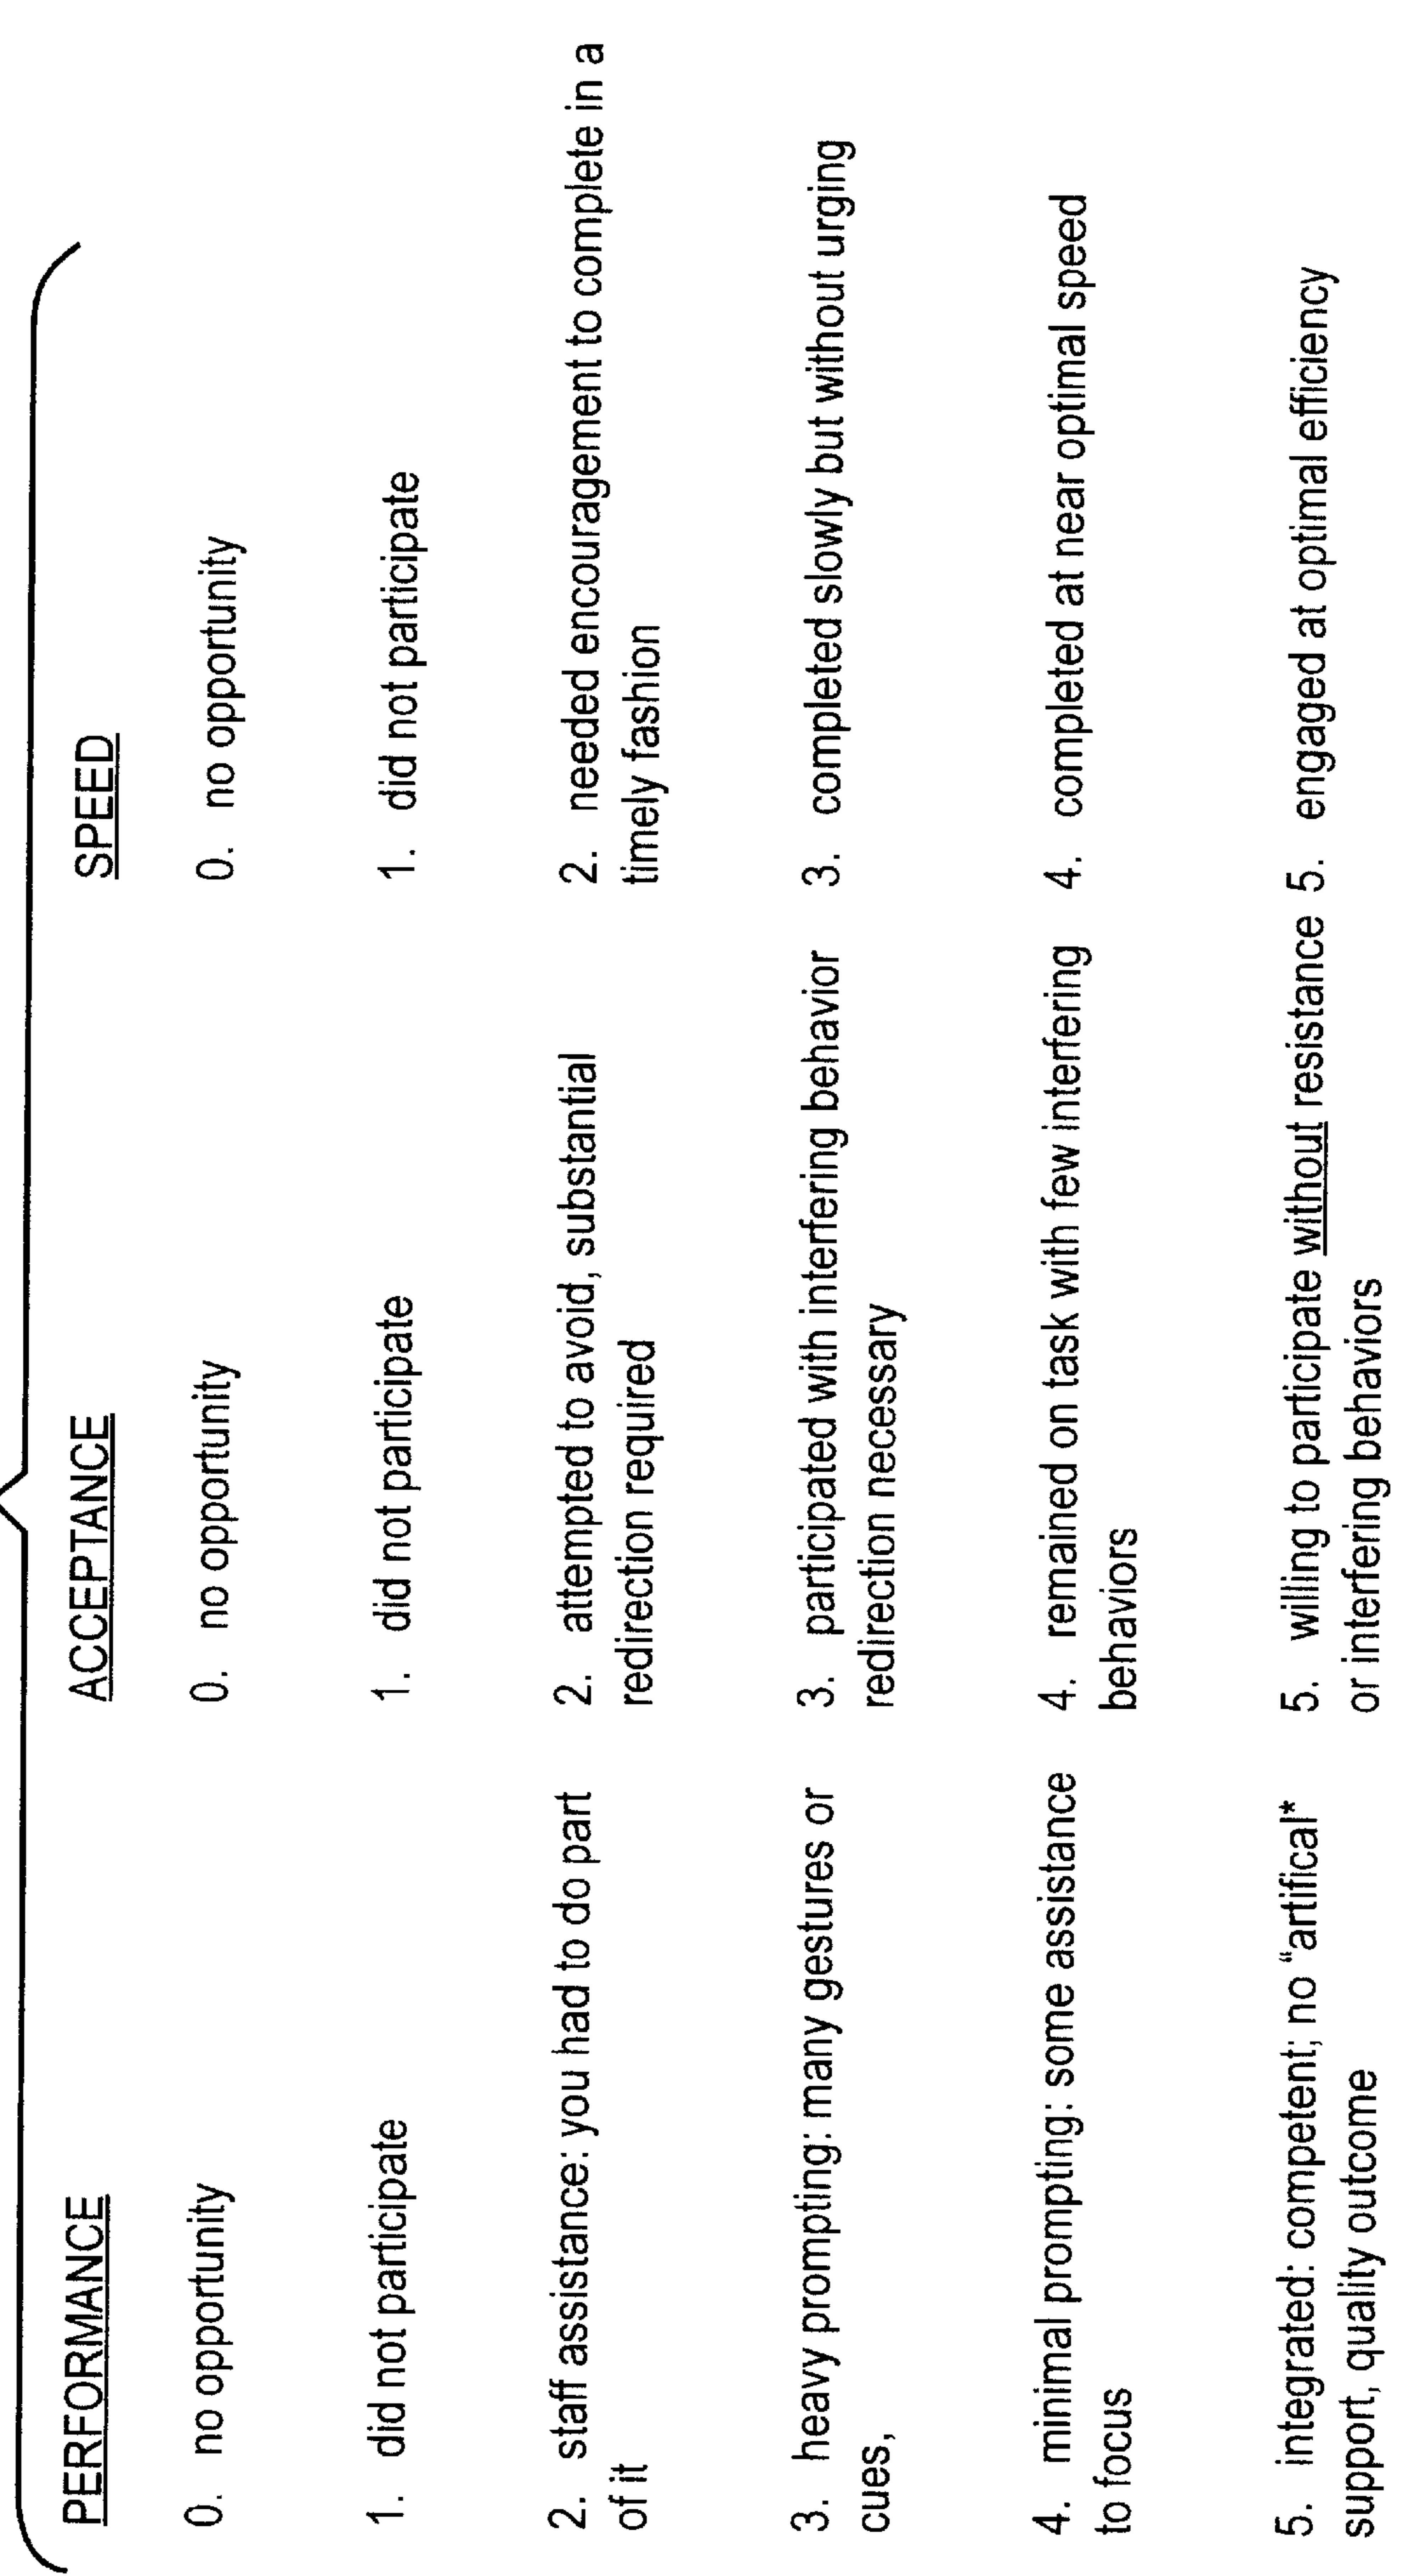 PERFORMANCE
0. no opportunity
1. did not participate
2. staff assistance: you had to do part
of it
3. heavy prompting: many gestures or
cues,
4. minimal prompting: some assistance
to focus
5. integrated: competent; no “artifical*
support, quality outcome
ACCEPTANCE
0. no opportunity
1. did not participate
2. attempted to avoid, substantial
redirection required
3. participated with interfering behavior
redirection necessary
4. remained on task with few interfering
behaviors
5. willing to participate without resistance
or interfering behaviors
SPEED
0. no opportunity
1. did not participate
2. needed encouragement to complete in a
timely fashion
3. completed slowly but without urging
4. completed at near optimal speed
5. engaged at optimal efficiency